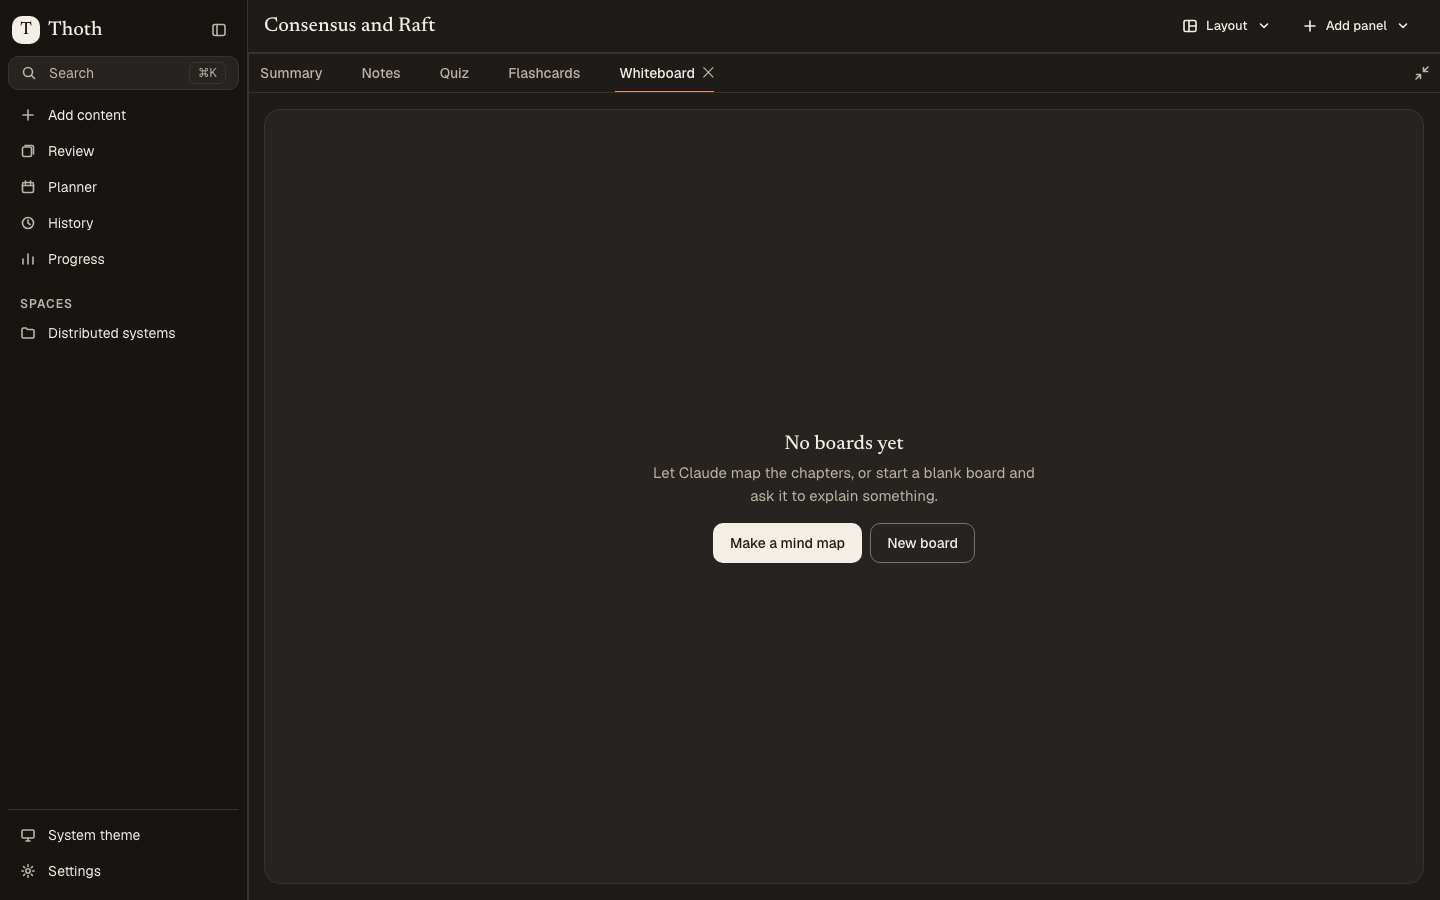 T Thoth
Search ⌘K
Add content
Review
Planner
History
Progress
SPACES
Distributed systems
System theme
Settings
Consensus and Raft
Layout
Add panel
Summary
Notes
Quiz
Flashcards
Whiteboard
No boards yet
Let Claude map the chapters, or start a blank board and
ask it to explain something.
Make a mind map
New board